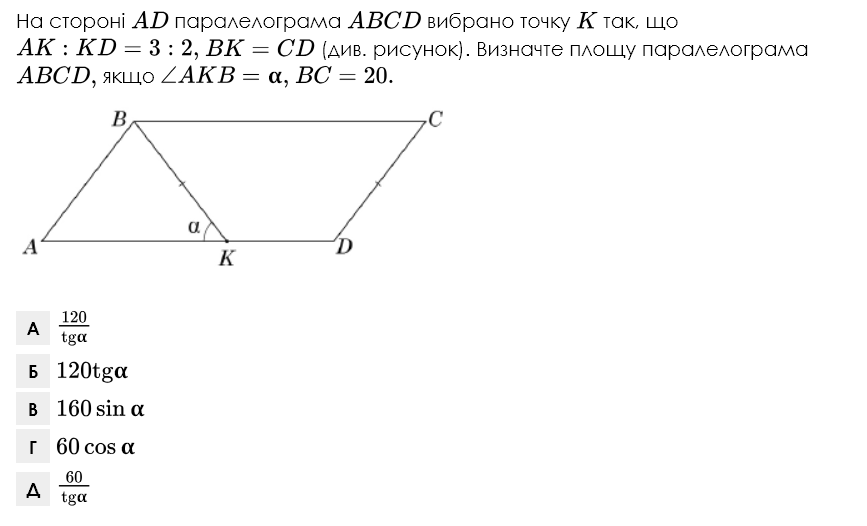 На стороні AD паралелограма ABCD вибрано точку K так, що
AK : KD = 3 : 2, BK = CD (див. рисунок). Визначте площу паралелограма
ABCD, якщо ∠AKB = α, BC = 20.
B
C
α
A
K
D
А 120/tgα
Б 120tgα
В 160 sin α
Г 60 cos α
Д 60/tgα